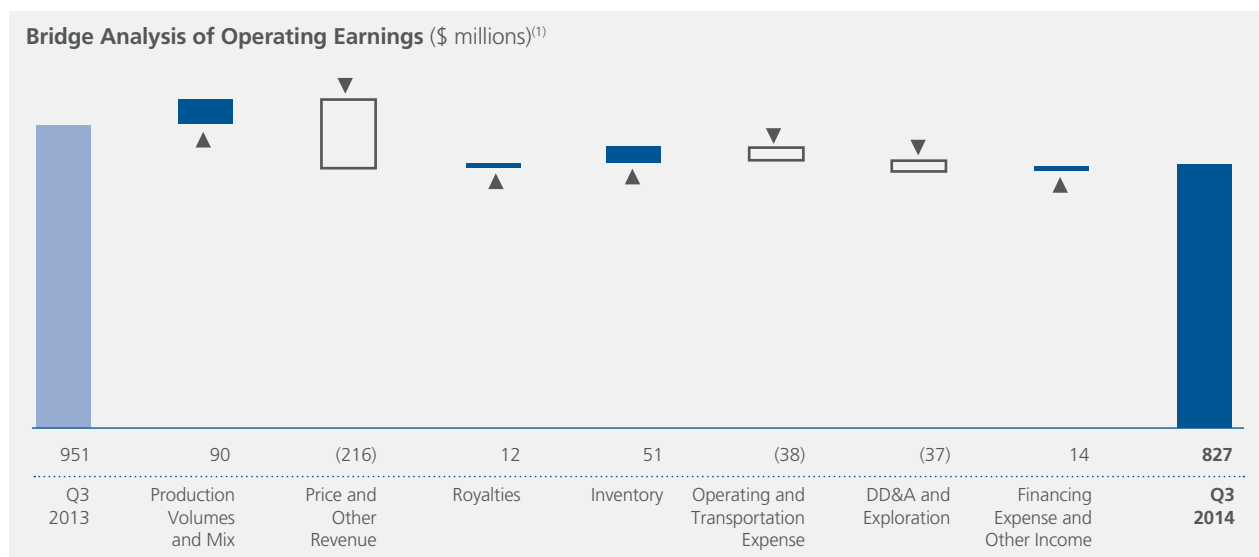 Bridge Analysis of Operating Earnings ($ millions)(1)
951 90 (216) 12 51 (38) (37) 14 827
Q3 Production Price and Royalties Inventory Operating and DD&A and Financing Q3
2013 Volumes Other Transportation Exploration Expense and 2014
and Mix Revenue Expense Other Income